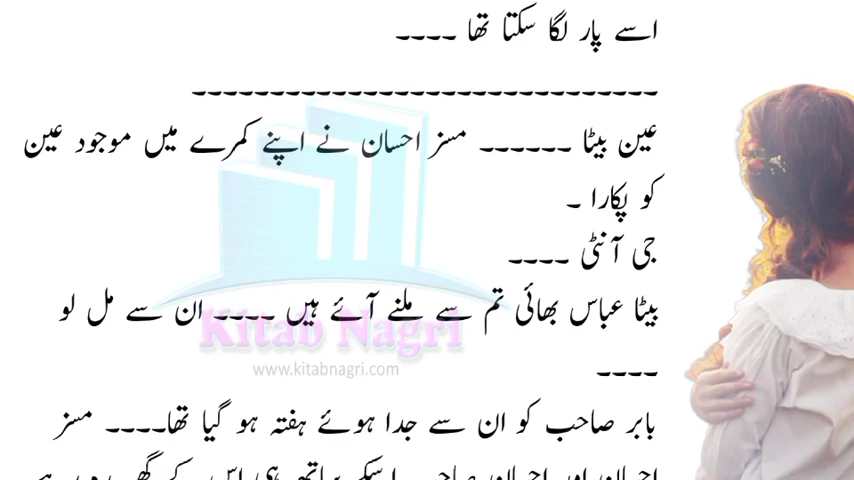 اسے پار لگا سکتا تھا ۔۔۔۔
۔۔۔۔۔۔۔۔۔۔۔۔۔۔۔۔۔۔۔۔۔۔۔۔۔۔۔۔۔۔
عین بیٹا ۔۔۔۔۔۔ مسز احسان نے اپنے کمرے میں موجود عین
کو پکارا ۔
جی آنٹی ۔۔۔۔
بیٹا عباس بھائی تم سے ملنے آئے ہیں ۔۔۔۔ ان سے مل لو
۔۔۔۔
Kitab Nagri
www.kitabnagri.com
بابر صاحب کو ان سے جدا ہوئے ہفتہ ہو گیا تھا۔۔۔۔ مسز